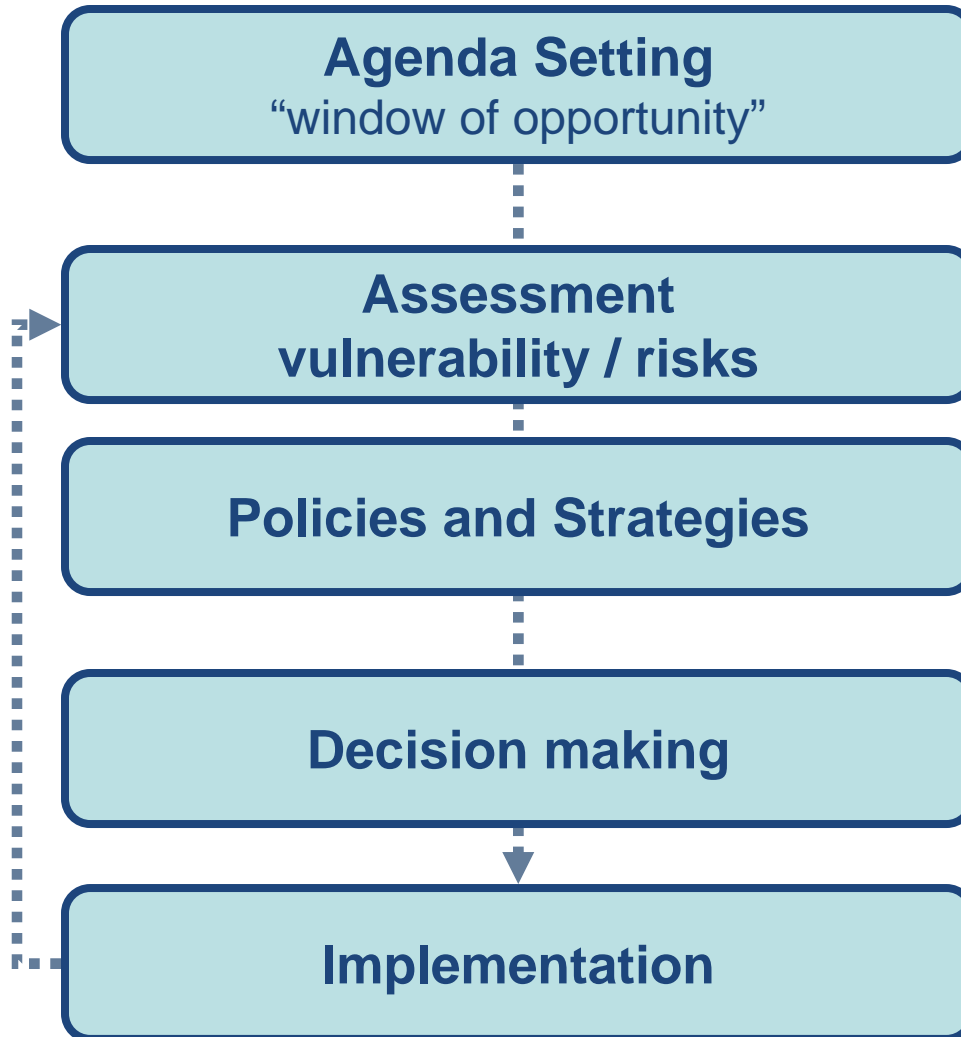 Agenda Setting
“window of opportunity”
Assessment
vulnerability / risks
Policies and Strategies
Decision making
Implementation